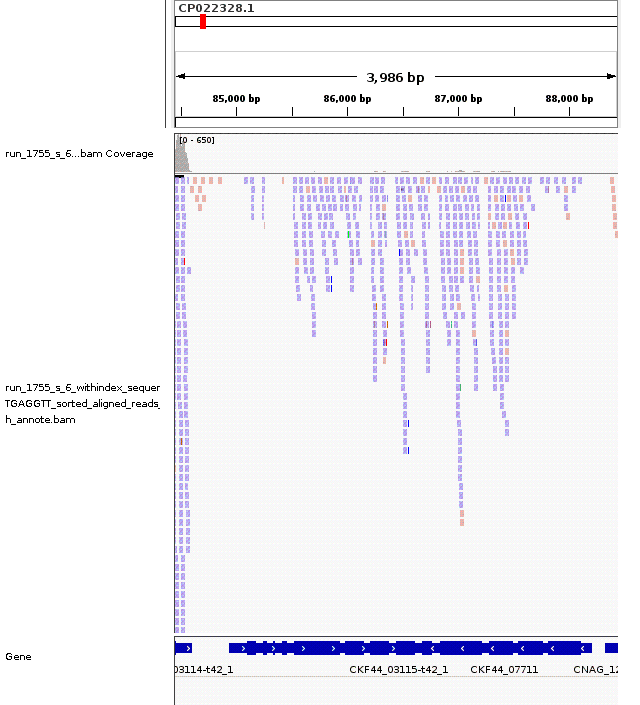 CP022328.1
3,986 bp
85,000 bp 86,000 bp 87,000 bp 88,000 bp
[0 - 650]
run_1755_s_6...bam Coverage
run_1755_s_6_withindex_sequer
TGAGGTT_sorted_aligned_reads_
h_annote.bam
Gene
03114-t42_1 CKF44_03115-t42_1 CKF44_07711 CNAG_12